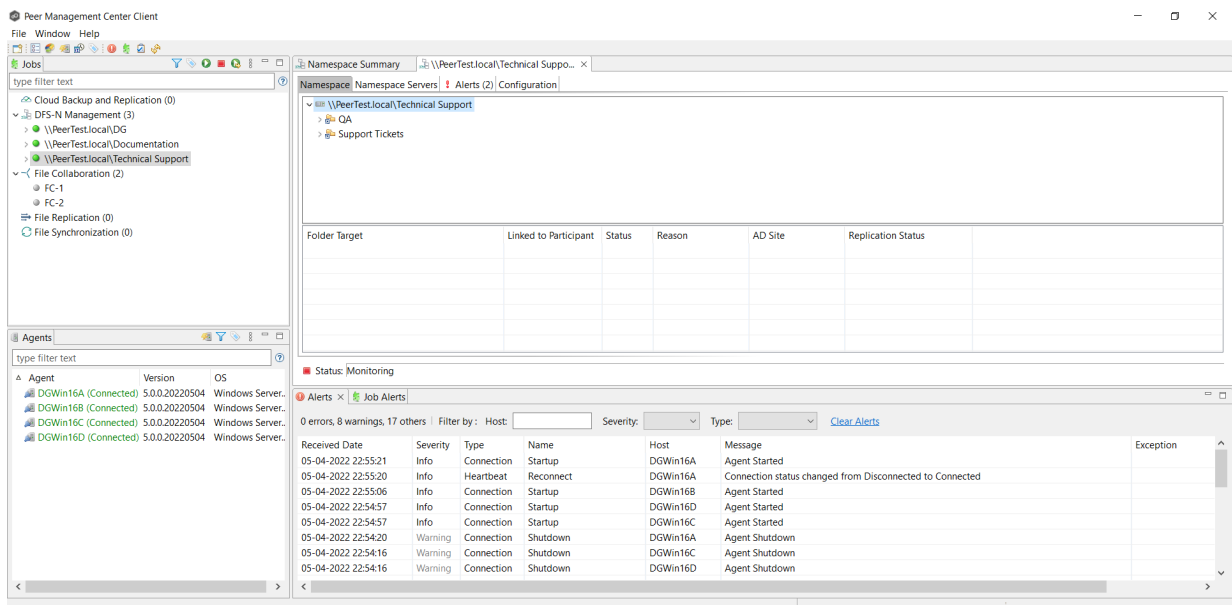 Peer Management Center Client
File Window Help
Jobs
type filter text
Cloud Backup and Replication (0)
DFS-N Management (3)
\\PeerTest.local\DG
\\PeerTest.local\Documentation
\\PeerTest.local\Technical Support
File Collaboration (2)
FC-1
FC-2
File Replication (0)
File Synchronization (0)
Agents
type filter text
Agent Version OS
DGWin16A (Connected) 5.0.0.20220504 Windows Server...
DGWin16B (Connected) 5.0.0.20220504 Windows Server...
DGWin16C (Connected) 5.0.0.20220504 Windows Server...
DGWin16D (Connected) 5.0.0.20220504 Windows Server...
Namespace Summary \\PeerTest.local\Technical Suppo...
Namespace Namespace Servers Alerts (2) Configuration
\\PeerTest.local\Technical Support
QA
Support Tickets
Folder Target Linked to Participant Status Reason AD Site Replication Status
Status: Monitoring
Alerts Job Alerts
0 errors, 8 warnings, 17 others Filter by : Host: Severity: Type: Clear Alerts
Received Date Severity Type Name Host Message Exception
05-04-2022 22:55:21 Info Connection Startup DGWin16A Agent Started
05-04-2022 22:55:20 Info Heartbeat Reconnect DGWin16A Connection status changed from Disconnected to Connected
05-04-2022 22:55:06 Info Connection Startup DGWin16B Agent Started
05-04-2022 22:54:57 Info Connection Startup DGWin16D Agent Started
05-04-2022 22:54:57 Info Connection Startup DGWin16C Agent Started
05-04-2022 22:54:20 Warning Connection Shutdown DGWin16A Agent Shutdown
05-04-2022 22:54:16 Warning Connection Shutdown DGWin16C Agent Shutdown
05-04-2022 22:54:16 Warning Connection Shutdown DGWin16D Agent Shutdown